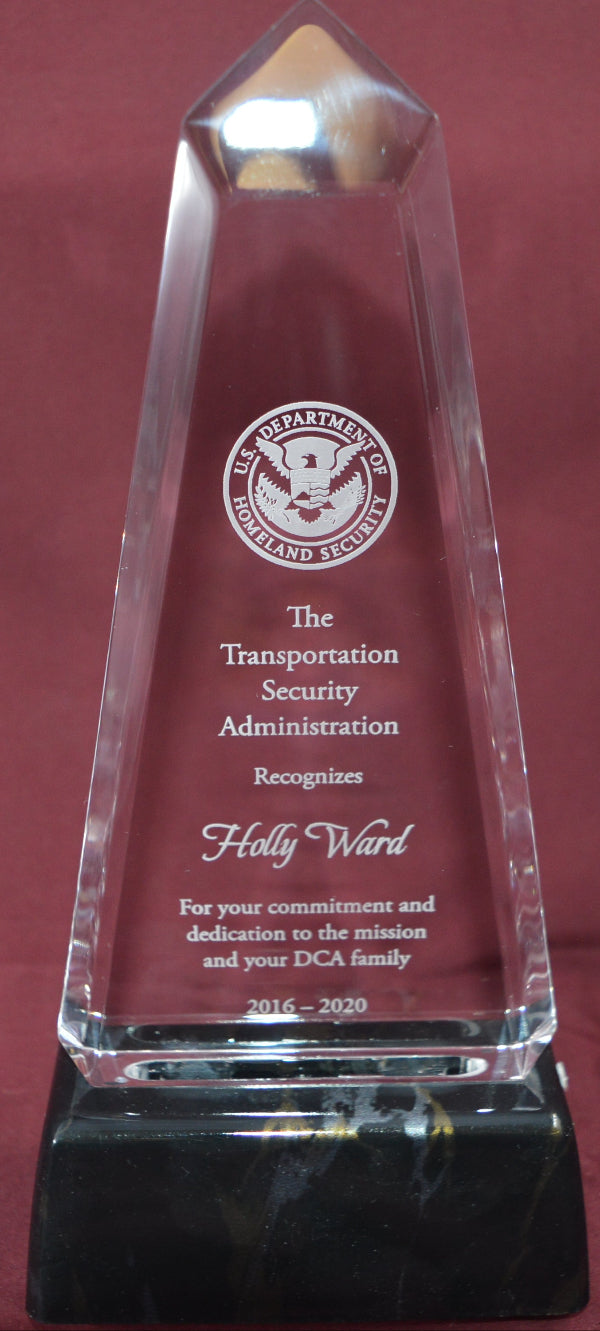 U.S. DEPARTMENT OF
HOMELAND SECURITY
The
Transportation
Security
Administration
Recognizes
Holly Ward
For your commitment and
dedication to the mission
and your DCA family
2016 – 2020